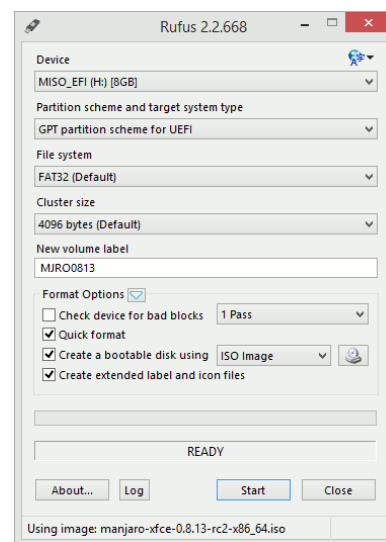 Rufus 2.2.668
Device
MISO_EFI (H:) [8GB]
Partition scheme and target system type
GPT partition scheme for UEFI
File system
FAT32 (Default)
Cluster size
4096 bytes (Default)
New volume label
MJRO0813
Format Options
Check device for bad blocks 1 Pass
Quick format
Create a bootable disk using ISO Image
Create extended label and icon files
READY
About... Log Start Close
Using image: manjaro-xfce-0.8.13-rc2-x86_64.iso